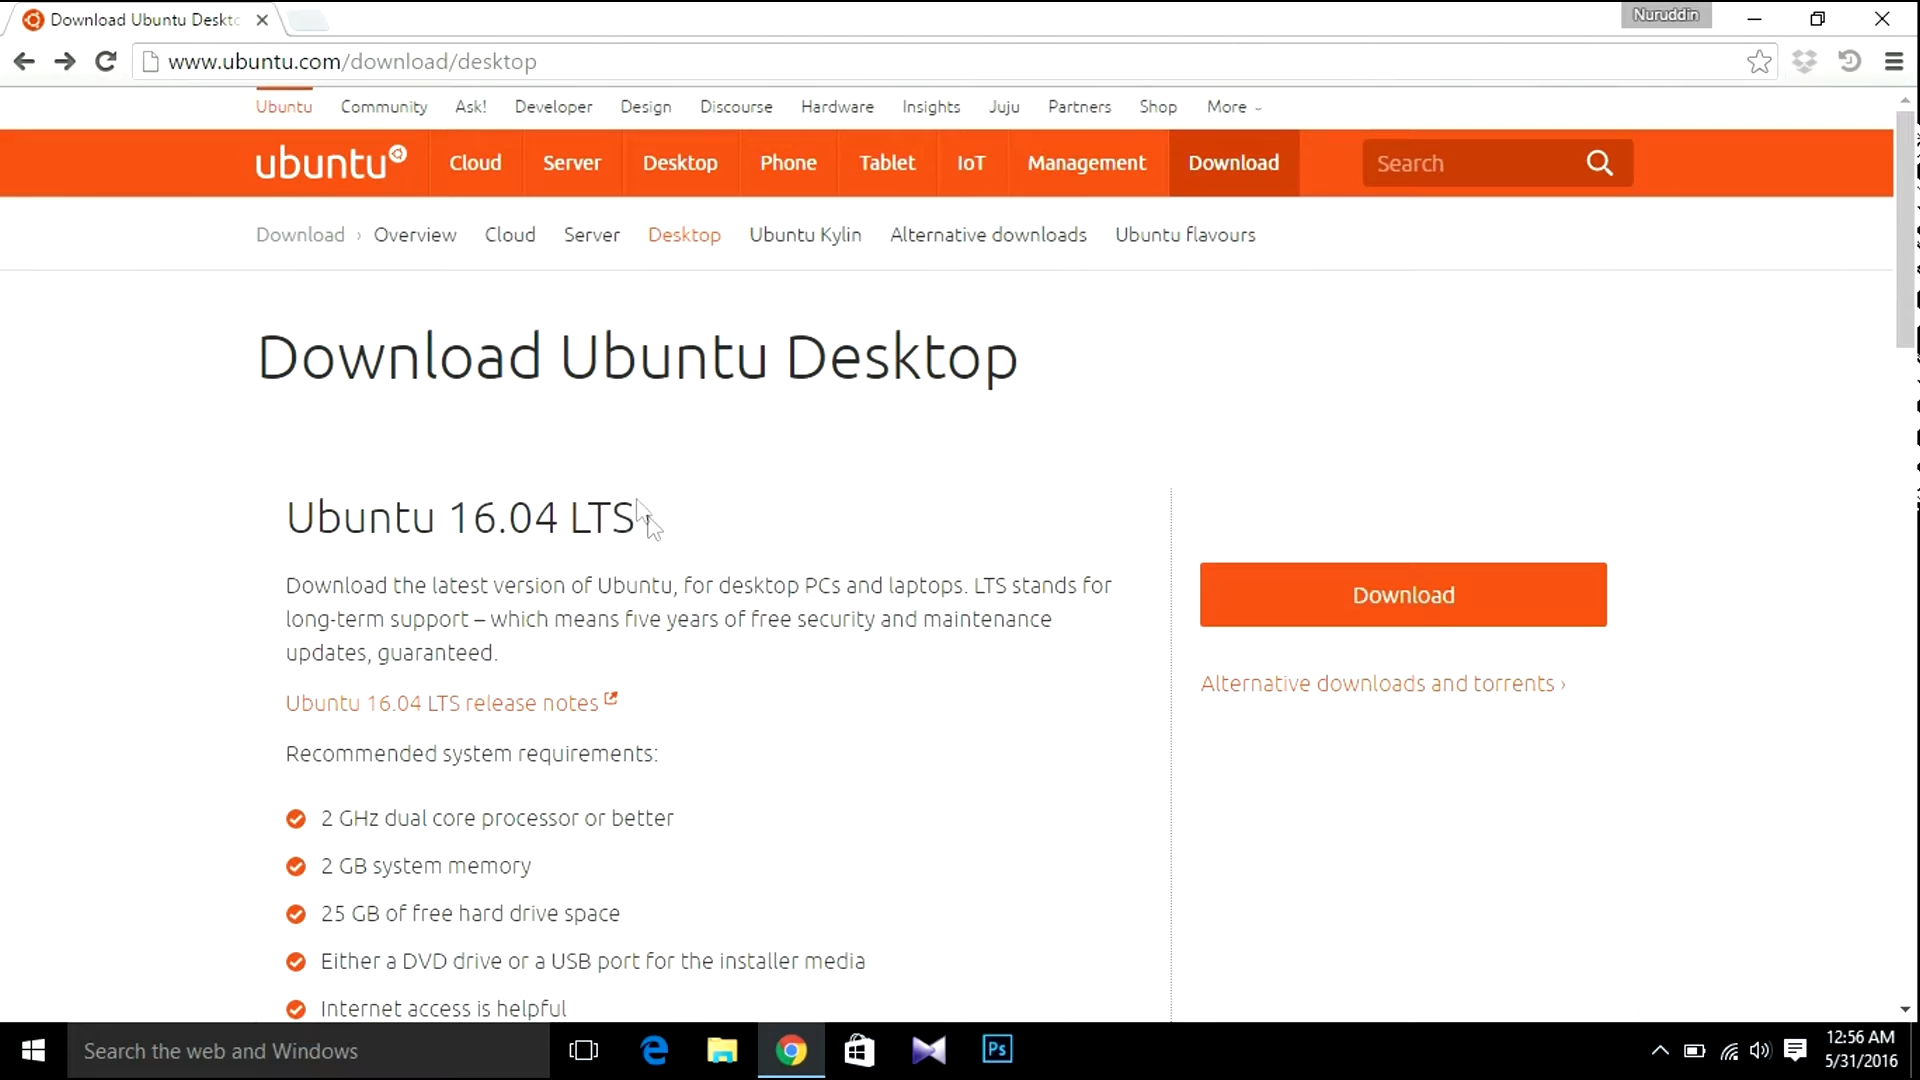 Download Ubuntu Deskto
Nuruddin
www.ubuntu.com/download/desktop
Ubuntu Community Ask! Developer Design Discourse Hardware Insights Juju Partners Shop More
ubuntu Cloud Server Desktop Phone Tablet IoT Management Download Search
Download › Overview Cloud Server Desktop Ubuntu Kylin Alternative downloads Ubuntu flavours
Download Ubuntu Desktop
Ubuntu 16.04 LTS
Download the latest version of Ubuntu, for desktop PCs and laptops. LTS stands for
long-term support – which means five years of free security and maintenance
updates, guaranteed.
Ubuntu 16.04 LTS release notes
Recommended system requirements:
2 GHz dual core processor or better
2 GB system memory
25 GB of free hard drive space
Either a DVD drive or a USB port for the installer media
Internet access is helpful
Download
Alternative downloads and torrents ›
Search the web and Windows
Ps
12:56 AM
5/31/2016